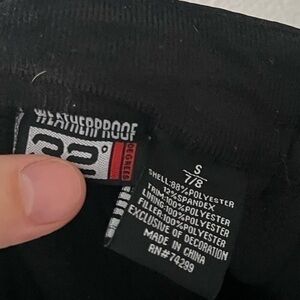 WEATHERPROOF
32°
DEGREES
S
7/8
SHELL:88%POLYESTER
12%SPANDEX
TRIM:100%POLYESTER
LINING:100%POLYESTER
FILLER:100%POLYESTER
EXCLUSIVE OF DECORATION
MADE IN CHINA
RN#74299